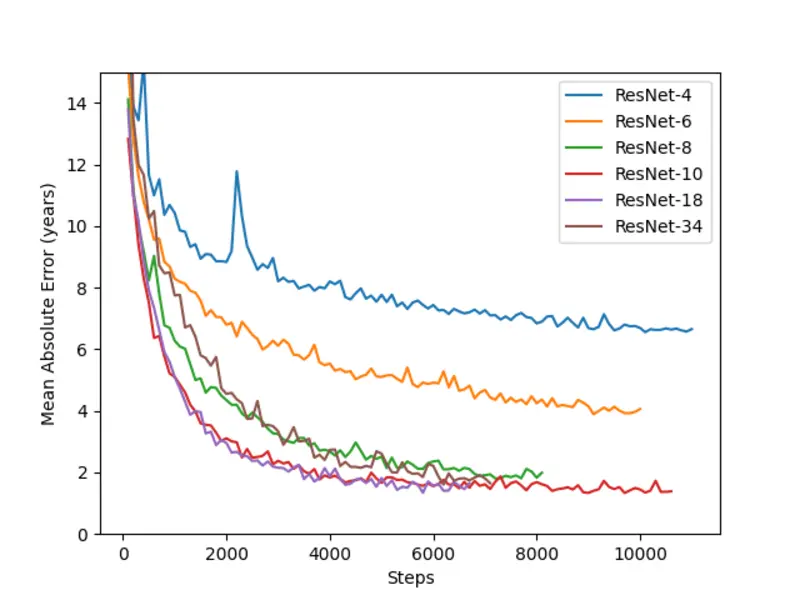 14
12
10
8
6
4
2
0
Mean Absolute Error (years)
ResNet-4
ResNet-6
ResNet-8
ResNet-10
ResNet-18
ResNet-34
0 2000 4000 6000 8000 10000
Steps